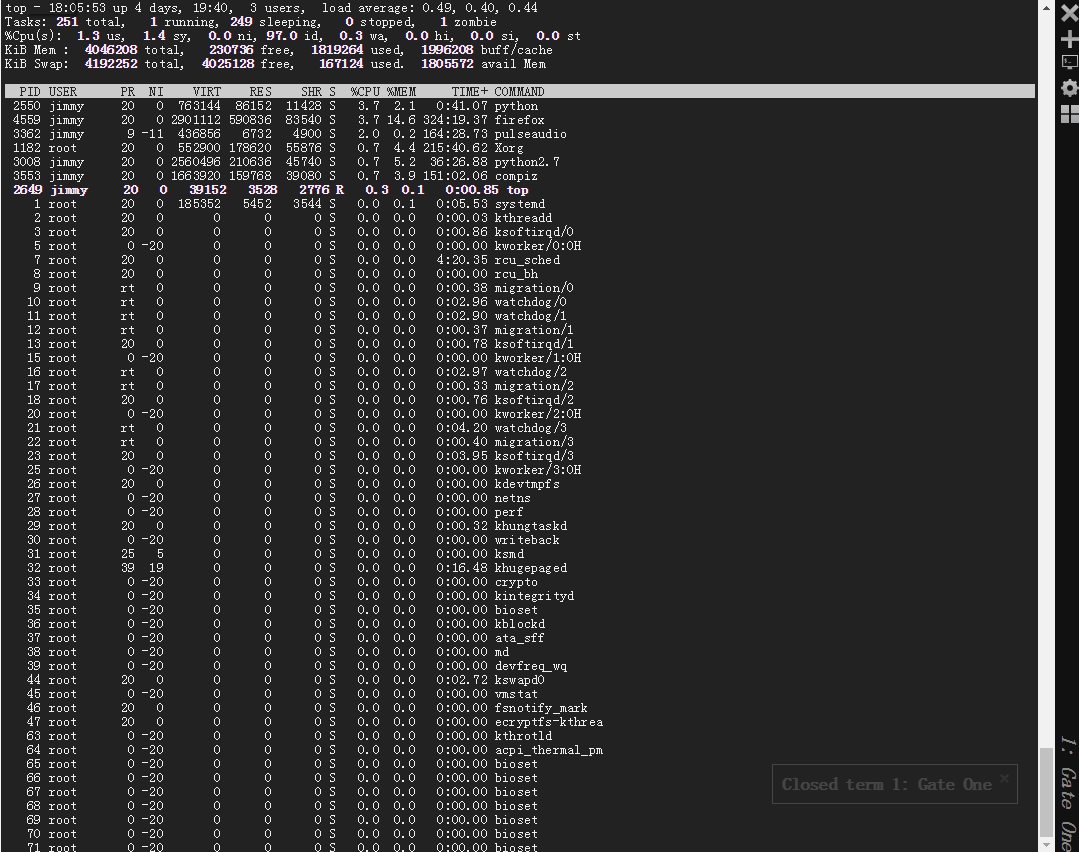 top - 18:05:53 up 4 days, 19:40,  3 users,  load average: 0.49, 0.40, 0.44
Tasks: 251 total,   1 running, 249 sleeping,   0 stopped,   1 zombie
%Cpu(s):  1.3 us,  1.4 sy,  0.0 ni, 97.0 id,  0.3 wa,  0.0 hi,  0.0 si,  0.0 st
KiB Mem :  4046208 total,   230736 free,  1819264 used,  1996208 buff/cache
KiB Swap:  4192252 total,  4025128 free,   167124 used.  1805572 avail Mem
PID USER PR NI VIRT RES SHR S %CPU %MEM TIME+ COMMAND
2550 jimmy 20 0 763144 86152 11428 S 3.7 2.1 0:41.07 python
4559 jimmy 20 0 2901112 590836 83540 S 3.7 14.6 324:19.37 firefox
3362 jimmy 9 -11 436856 6732 4900 S 2.0 0.2 164:28.73 pulseaudio
1182 root 20 0 552900 178620 55876 S 0.7 4.4 215:40.62 Xorg
3008 jimmy 20 0 2560496 210636 45740 S 0.7 5.2 36:26.88 python2.7
3553 jimmy 20 0 1663920 159768 39080 S 0.7 3.9 151:02.06 compiz
2649 jimmy 20 0 39152 3528 2776 R 0.3 0.1 0:00.85 top
1 root 20 0 185352 5452 3544 S 0.0 0.1 0:05.53 systemd
2 root 20 0 0 0 0 S 0.0 0.0 0:00.03 kthreadd
3 root 20 0 0 0 0 S 0.0 0.0 0:00.86 ksoftirqd/0
5 root 0 -20 0 0 0 S 0.0 0.0 0:00.00 kworker/0:0H
7 root 20 0 0 0 0 S 0.0 0.0 4:20.35 rcu_sched
8 root 20 0 0 0 0 S 0.0 0.0 0:00.00 rcu_bh
9 root rt 0 0 0 0 S 0.0 0.0 0:00.38 migration/0
10 root rt 0 0 0 0 S 0.0 0.0 0:02.96 watchdog/0
11 root rt 0 0 0 0 S 0.0 0.0 0:02.90 watchdog/1
12 root rt 0 0 0 0 S 0.0 0.0 0:00.37 migration/1
13 root 20 0 0 0 0 S 0.0 0.0 0:00.78 ksoftirqd/1
15 root 0 -20 0 0 0 S 0.0 0.0 0:00.00 kworker/1:0H
16 root rt 0 0 0 0 S 0.0 0.0 0:02.97 watchdog/2
17 root rt 0 0 0 0 S 0.0 0.0 0:00.33 migration/2
18 root 20 0 0 0 0 S 0.0 0.0 0:00.76 ksoftirqd/2
20 root 0 -20 0 0 0 S 0.0 0.0 0:00.00 kworker/2:0H
21 root rt 0 0 0 0 S 0.0 0.0 0:04.20 watchdog/3
22 root rt 0 0 0 0 S 0.0 0.0 0:00.40 migration/3
23 root 20 0 0 0 0 S 0.0 0.0 0:03.95 ksoftirqd/3
25 root 0 -20 0 0 0 S 0.0 0.0 0:00.00 kworker/3:0H
26 root 20 0 0 0 0 S 0.0 0.0 0:00.00 kdevtmpfs
27 root 0 -20 0 0 0 S 0.0 0.0 0:00.00 netns
28 root 0 -20 0 0 0 S 0.0 0.0 0:00.00 perf
29 root 20 0 0 0 0 S 0.0 0.0 0:00.32 khungtaskd
30 root 0 -20 0 0 0 S 0.0 0.0 0:00.00 writeback
31 root 25 5 0 0 0 S 0.0 0.0 0:00.00 ksmd
32 root 39 19 0 0 0 S 0.0 0.0 0:16.48 khugepaged
33 root 0 -20 0 0 0 S 0.0 0.0 0:00.00 crypto
34 root 0 -20 0 0 0 S 0.0 0.0 0:00.00 kintegrityd
35 root 0 -20 0 0 0 S 0.0 0.0 0:00.00 bioset
36 root 0 -20 0 0 0 S 0.0 0.0 0:00.00 kblockd
37 root 0 -20 0 0 0 S 0.0 0.0 0:00.00 ata_sff
38 root 0 -20 0 0 0 S 0.0 0.0 0:00.00 md
39 root 0 -20 0 0 0 S 0.0 0.0 0:00.00 devfreq_wq
44 root 20 0 0 0 0 S 0.0 0.0 0:02.72 kswapd0
45 root 0 -20 0 0 0 S 0.0 0.0 0:00.00 vmstat
46 root 20 0 0 0 0 S 0.0 0.0 0:00.00 fsnotify_mark
47 root 20 0 0 0 0 S 0.0 0.0 0:00.00 ecryptfs-kthrea
63 root 0 -20 0 0 0 S 0.0 0.0 0:00.00 kthrotld
64 root 0 -20 0 0 0 S 0.0 0.0 0:00.00 acpi_thermal_pm
65 root 0 -20 0 0 0 S 0.0 0.0 0:00.00 bioset
66 root 0 -20 0 0 0 S 0.0 0.0 0:00.00 bioset
67 root 0 -20 0 0 0 S 0.0 0.0 0:00.00 bioset
68 root 0 -20 0 0 0 S 0.0 0.0 0:00.00 bioset
69 root 0 -20 0 0 0 S 0.0 0.0 0:00.00 bioset
70 root 0 -20 0 0 0 S 0.0 0.0 0:00.00 bioset
71 root 0 -20 0 0 0 S 0.0 0.0 0:00.00 bioset
Closed term 1: Gate One
1: Gate One